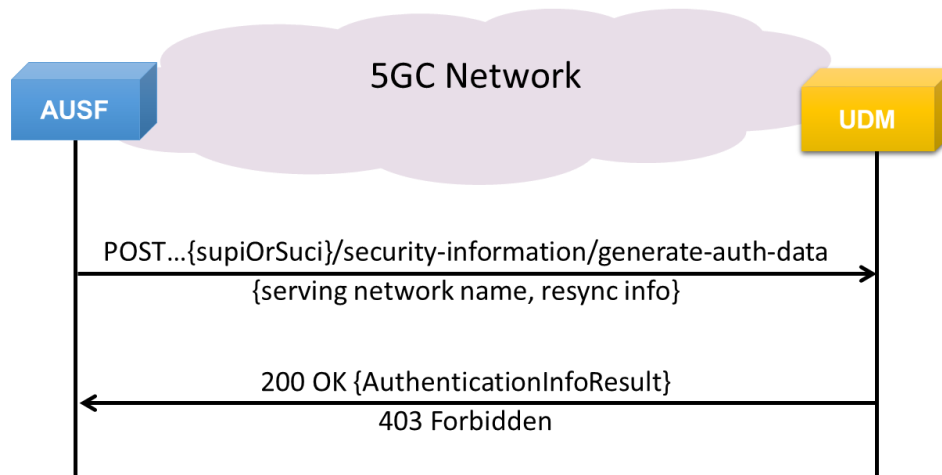 5GC Network
AUSF
UDM
POST...{supiOrSuci}/security-information/generate-auth-data
{serving network name, resync info}
200 OK {AuthenticationInfoResult}
403 Forbidden